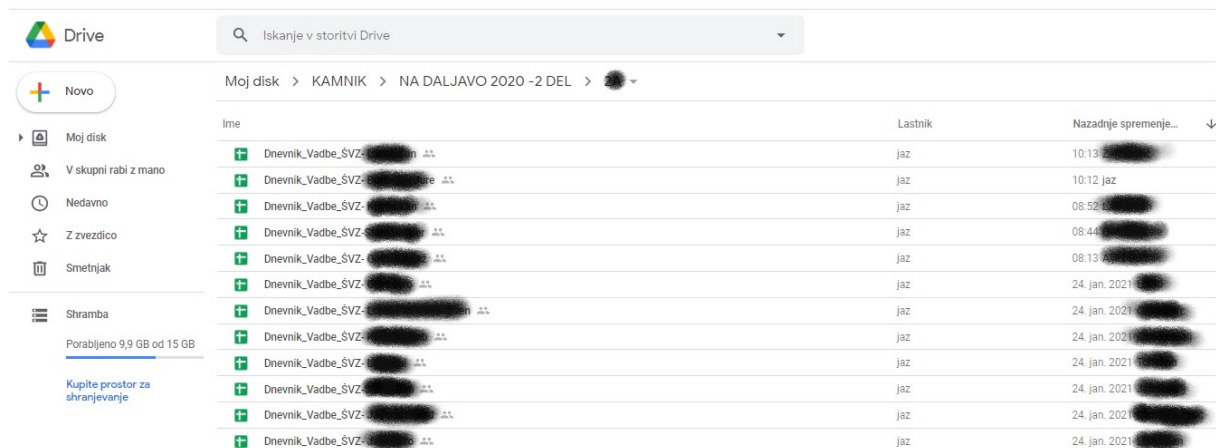 Drive
Iskanje v storitvi Drive
Moj disk > KAMNIK > NA DALJAVO 2020 -2 DEL >
Novo
Ime Lastnik Nazadnje spremenje...
Moj disk
V skupni rabi z mano
Nedavno
Z zvezdico
Smetnjak
Shramba
Porabljeno 9,9 GB od 15 GB
Kupite prostor za
shranjevanje
Dnevnik_Vadbe_ŠVZ- jaz 10:13
Dnevnik_Vadbe_ŠVZ- jaz 10:12 jaz
Dnevnik_Vadbe_ŠVZ- jaz 08:52
Dnevnik_Vadbe_ŠVZ- jaz 08:44
Dnevnik_Vadbe_ŠVZ- jaz 08:13
Dnevnik_Vadbe_ŠVZ- jaz 24. jan. 2021
Dnevnik_Vadbe_ŠVZ- jaz 24. jan. 2021
Dnevnik_Vadbe_ŠVZ- jaz 24. jan. 2021
Dnevnik_Vadbe_ŠVZ- jaz 24. jan. 2021
Dnevnik_Vadbe_ŠVZ- jaz 24. jan. 2021
Dnevnik_Vadbe_ŠVZ- jaz 24. jan. 2021
Dnevnik_Vadbe_ŠVZ- jaz 24. jan. 2021